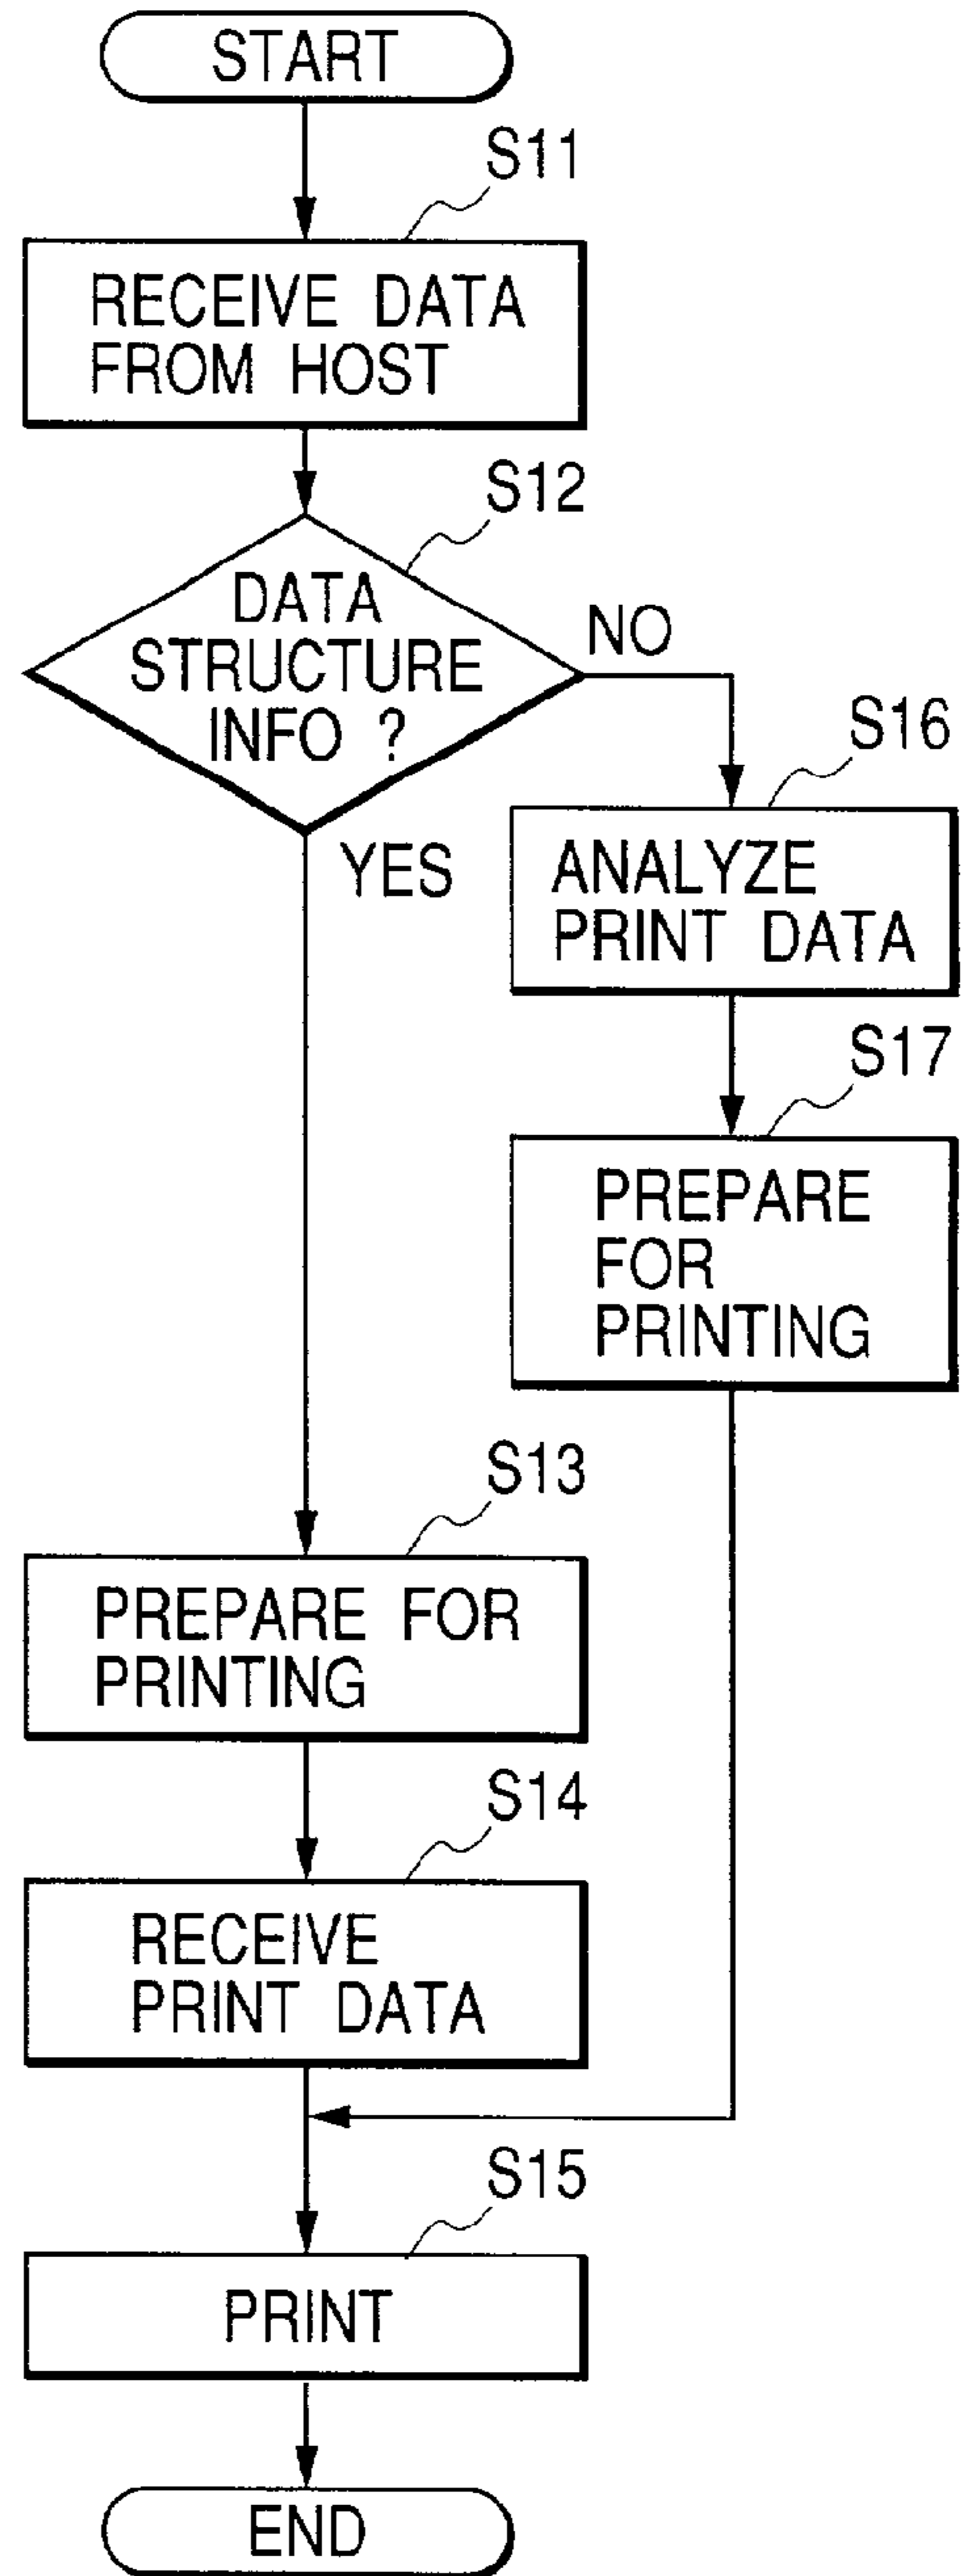 START
S11
RECEIVE DATA
FROM HOST
S12
DATA
STRUCTURE
INFO ?
NO
YES
S16
ANALYZE
PRINT DATA
S17
PREPARE
FOR
PRINTING
S13
PREPARE FOR
PRINTING
S14
RECEIVE
PRINT DATA
S15
PRINT
END